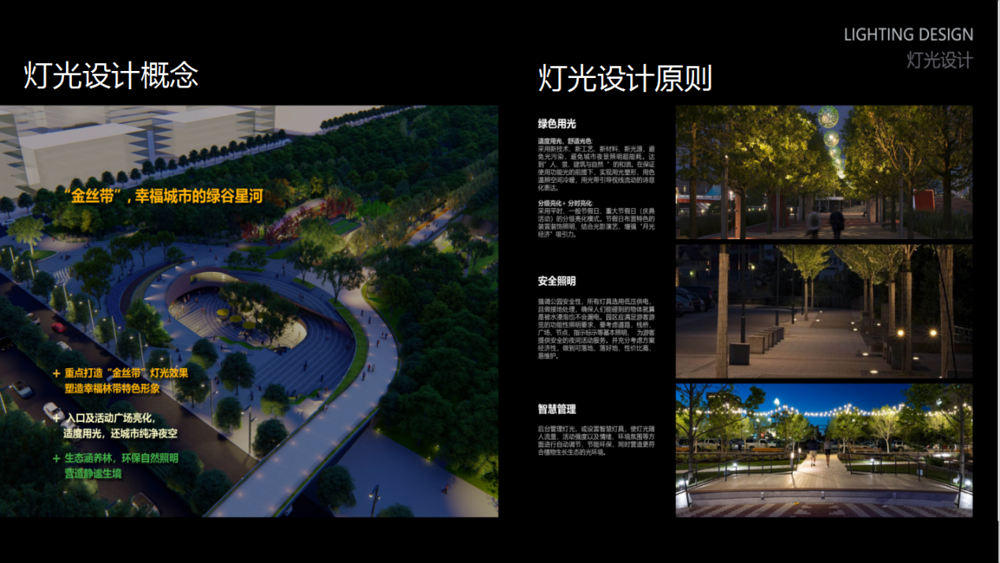 LIGHTING DESIGN
灯光设计
灯光设计概念
“金丝带”，幸福城市的绿谷星河
+ 重点打造“金丝带”灯光效果
塑造幸福林带特色形象
+ 入口及活动广场亮化，
适度用光，还城市纯净夜空
+ 生态涵养林，环保自然照明
营造静谧生境
灯光设计原则
绿色用光
适度用光，舒适光色：
采用新技术、新工艺、新材料、新光源，避
免光污染，避免城市夜景照明超能耗。达
到“人、景、建筑与自然 ”的和谐。在保证
使用功能光的前提下，实现用光塑形，用色
温辨空间冷暖，用光带引导视线流动的诗意
化表达。
分级亮化+ 分时亮化：
采用平时、一般节假日、重大节假日（庆典
活动）的分级亮化模式。节假日布置特色的
装置装饰照明，结合光影演艺，增强“月光
经济”吸引力。
安全照明
强调公园安全性，所有灯具选用低压供电，
且做接地处理，确保人们能碰到的物体就算
是被水浸泡也不会漏电。园区应满足游客游
览的功能性照明要求，要考虑道路，栈桥，
广场、节点，指示标示等基本照明， 为游客
提供安全的夜间活动服务。并充分考虑方案
经济性，做到可落地，落好地，性价比高，
易维护。
智慧管理
后台管理灯光，或设置智慧灯具，使灯光随
人流量，活动强度以及情绪、环境氛围等方
面进行自动调节，节能环保，同时营造更符
合植物生长生态的光环境。